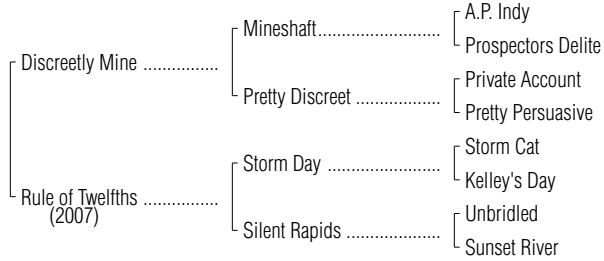 A.P. Indy
Mineshaft..............................
Prospectors Delite
Discreetly Mine ................
Private Account
Pretty Discreet .....................
Pretty Persuasive
Storm Cat
Storm Day ............................
Kelley's Day
Rule of Twelfths ................
(2007)
Unbridled
Silent Rapids .......................
Sunset River